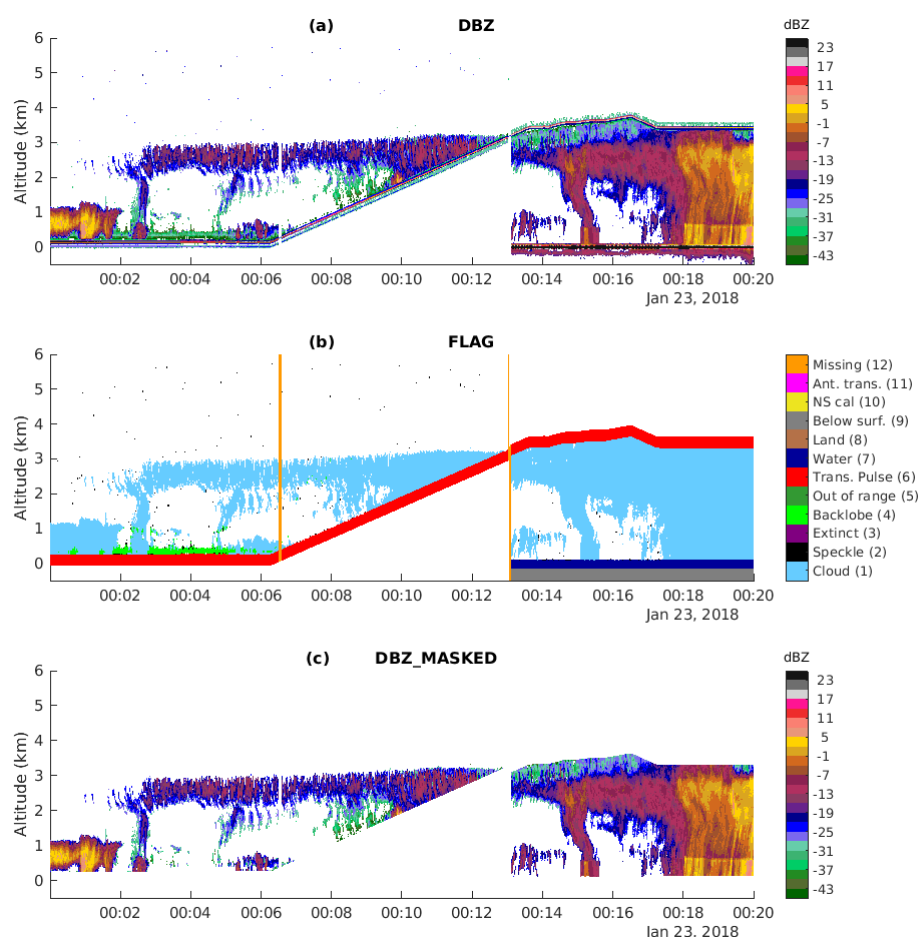 (a) DBZ
dBZ
Altitude (km)
6
5
4
3
2
1
0
00:02 00:04 00:06 00:08 00:10 00:12 00:14 00:16 00:18 00:20
Jan 23, 2018
23
17
11
5
-1
-7
-13
-19
-25
-31
-37
-43
(b) FLAG
Altitude (km)
6
5
4
3
2
1
0
00:02 00:04 00:06 00:08 00:10 00:12 00:14 00:16 00:18 00:20
Jan 23, 2018
Missing (12)
Ant. trans. (11)
NS cal (10)
Below surf. (9)
Land (8)
Water (7)
Trans. Pulse (6)
Out of range (5)
Backlobe (4)
Extinct (3)
Speckle (2)
Cloud (1)
(c) DBZ_MASKED
dBZ
Altitude (km)
6
5
4
3
2
1
0
00:02 00:04 00:06 00:08 00:10 00:12 00:14 00:16 00:18 00:20
Jan 23, 2018
23
17
11
5
-1
-7
-13
-19
-25
-31
-37
-43